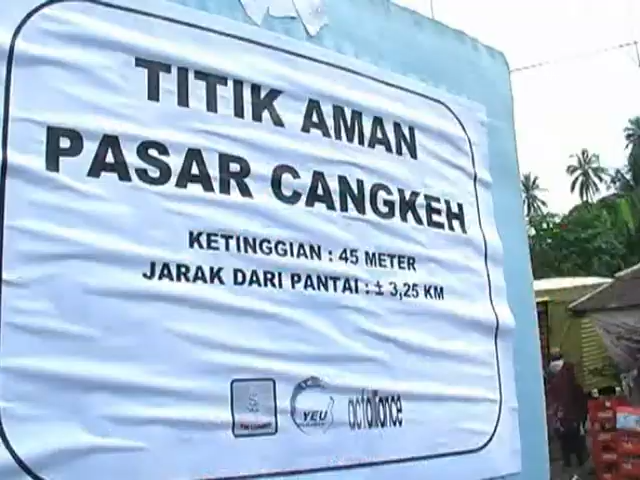 TITIK AMAN
PASAR CANGKEH
KETINGGIAN : 45 METER
JARAK DARI PANTAI : ± 3,25 KM
YEU
actalliance